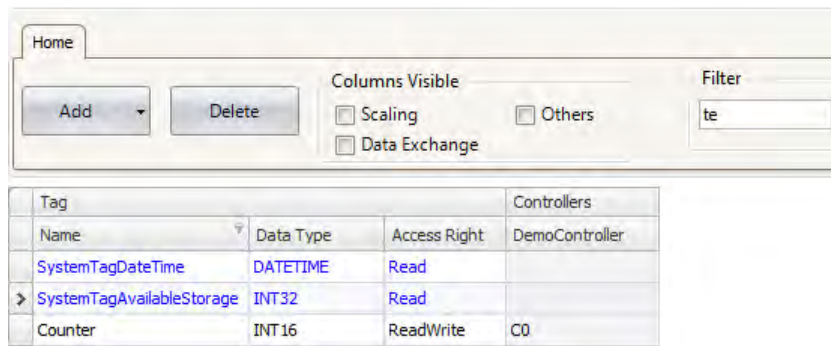 Home
Add
Delete
Columns Visible
Scaling
Others
Data Exchange
Filter
te
Tag Controllers
Name Data Type Access Right DemoController
SystemTagDateTime DATETIME Read
SystemTagAvailableStorage INT32 Read
Counter INT16 ReadWrite C0